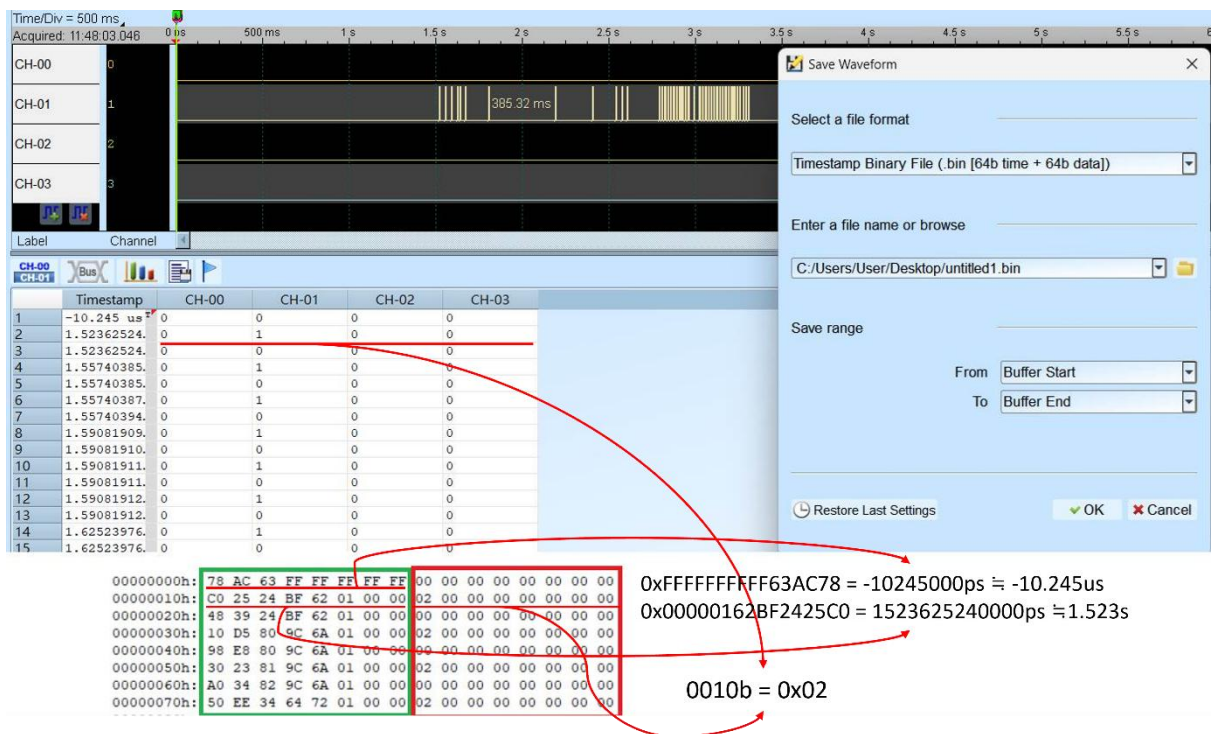 Time/Div = 500 ms
Acquired: 11:48:03.046 0 ps 500 ms 1 s 1.5 s 2 s 2.5 s 3 s 3.5 s 4 s 4.5 s 5 s 5.5 s
CH-00 0
CH-01 1 385.32 ms
CH-02 2
CH-03 3
Label Channel
CH-00 CH-01 Bus
Timestamp CH-00 CH-01 CH-02 CH-03
1 -10.245 us 0 0 0 0
2 1.52362524. 0 1 0 0
3 1.52362524. 0 0 0 0
4 1.55740385. 0 1 0 0
5 1.55740385. 0 0 0 0
6 1.55740387. 0 1 0 0
7 1.55740394. 0 0 0 0
8 1.59081909. 0 1 0 0
9 1.59081910. 0 0 0 0
10 1.59081911. 0 1 0 0
11 1.59081911. 0 0 0 0
12 1.59081912. 0 1 0 0
13 1.59081912. 0 0 0 0
14 1.62523976. 0 1 0 0
15 1.62523976. 0 0 0 0
Save Waveform
Select a file format
Timestamp Binary File (.bin [64b time + 64b data])
Enter a file name or browse
C:/Users/User/Desktop/untitled1.bin
Save range
From Buffer Start
To Buffer End
Restore Last Settings OK Cancel
00000000h: 78 AC 63 FF FF FF FF FF 00 00 00 00 00 00 00 00
00000010h: C0 25 24 BF 62 01 00 00 02 00 00 00 00 00 00 00
00000020h: 48 39 24 BF 62 01 00 00 00 00 00 00 00 00 00 00
00000030h: 10 D5 80 9C 6A 01 00 00 02 00 00 00 00 00 00 00
00000040h: 98 E8 80 9C 6A 01 00 00 00 00 00 00 00 00 00 00
00000050h: 30 23 81 9C 6A 01 00 00 02 00 00 00 00 00 00 00
00000060h: A0 34 82 9C 6A 01 00 00 00 00 00 00 00 00 00 00
00000070h: 50 EE 34 64 72 01 00 00 02 00 00 00 00 00 00 00
0xFFFFFFFFFF63AC78 = -10245000ps ≒ -10.245us
0x00000162BF2425C0 = 1523625240000ps ≒1.523s
0010b = 0x02